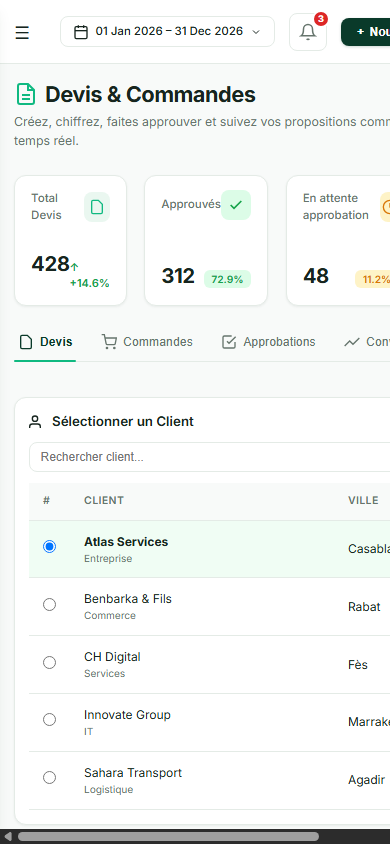 01 Jan 2026 – 31 Dec 2026
3
+ Nou
Devis & Commandes
Créez, chiffrez, faites approuver et suivez vos propositions comm
temps réel.
Total
Devis
428↑
+14.6%
Approuvés
312
72.9%
En attente
approbation
48
11.2%
Devis
Commandes
Approbations
Con
Sélectionner un Client
Rechercher client...
# CLIENT VILLE
Atlas Services
Entreprise
Casabla
Benbarka & Fils
Commerce
Rabat
CH Digital
Services
Fès
Innovate Group
IT
Marrake
Sahara Transport
Logistique
Agadir